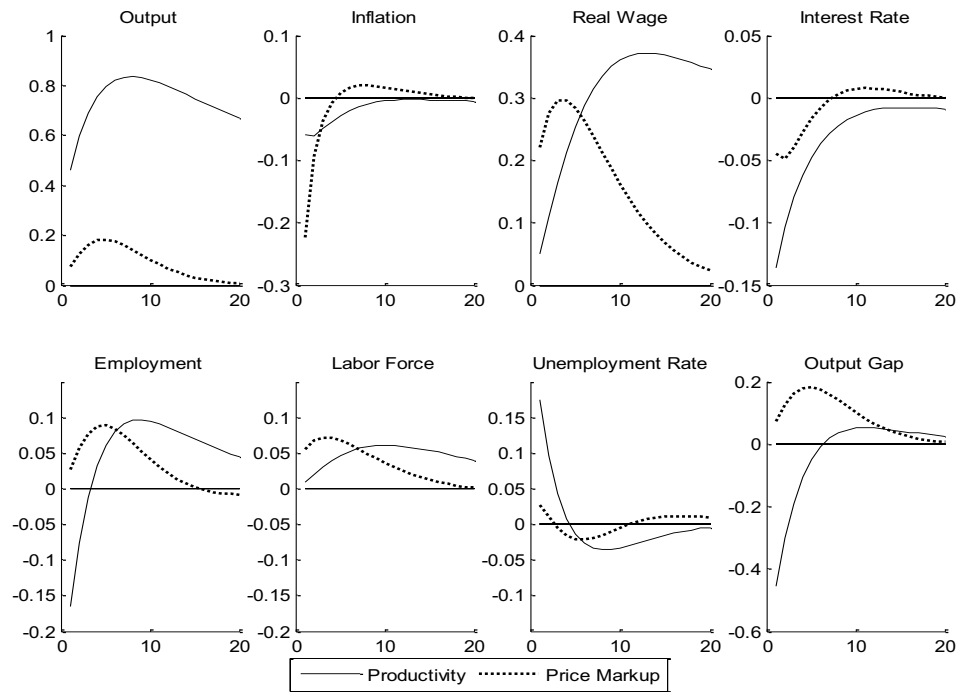 Output Inflation Real Wage Interest Rate
1 0.1 0.4 0.05
0.8 0 0.3 0
0.6
0.4 -0.1 0.2 -0.05
0.2 -0.2 0.1 -0.1
0 -0.3 0 -0.15
0 10 20 0 10 20 0 10 20 0 10 20
Employment Labor Force Unemployment Rate Output Gap
0.2
0.1 0.1 0.15
0.05 0.05 0.1 0
0 0 0.05
-0.05 -0.05 0 -0.2
-0.1 -0.1 -0.05 -0.4
-0.15 -0.15 -0.1
-0.2 -0.2 -0.6
0 10 20 0 10 20 0 10 20 0 10 20
Productivity Price Markup